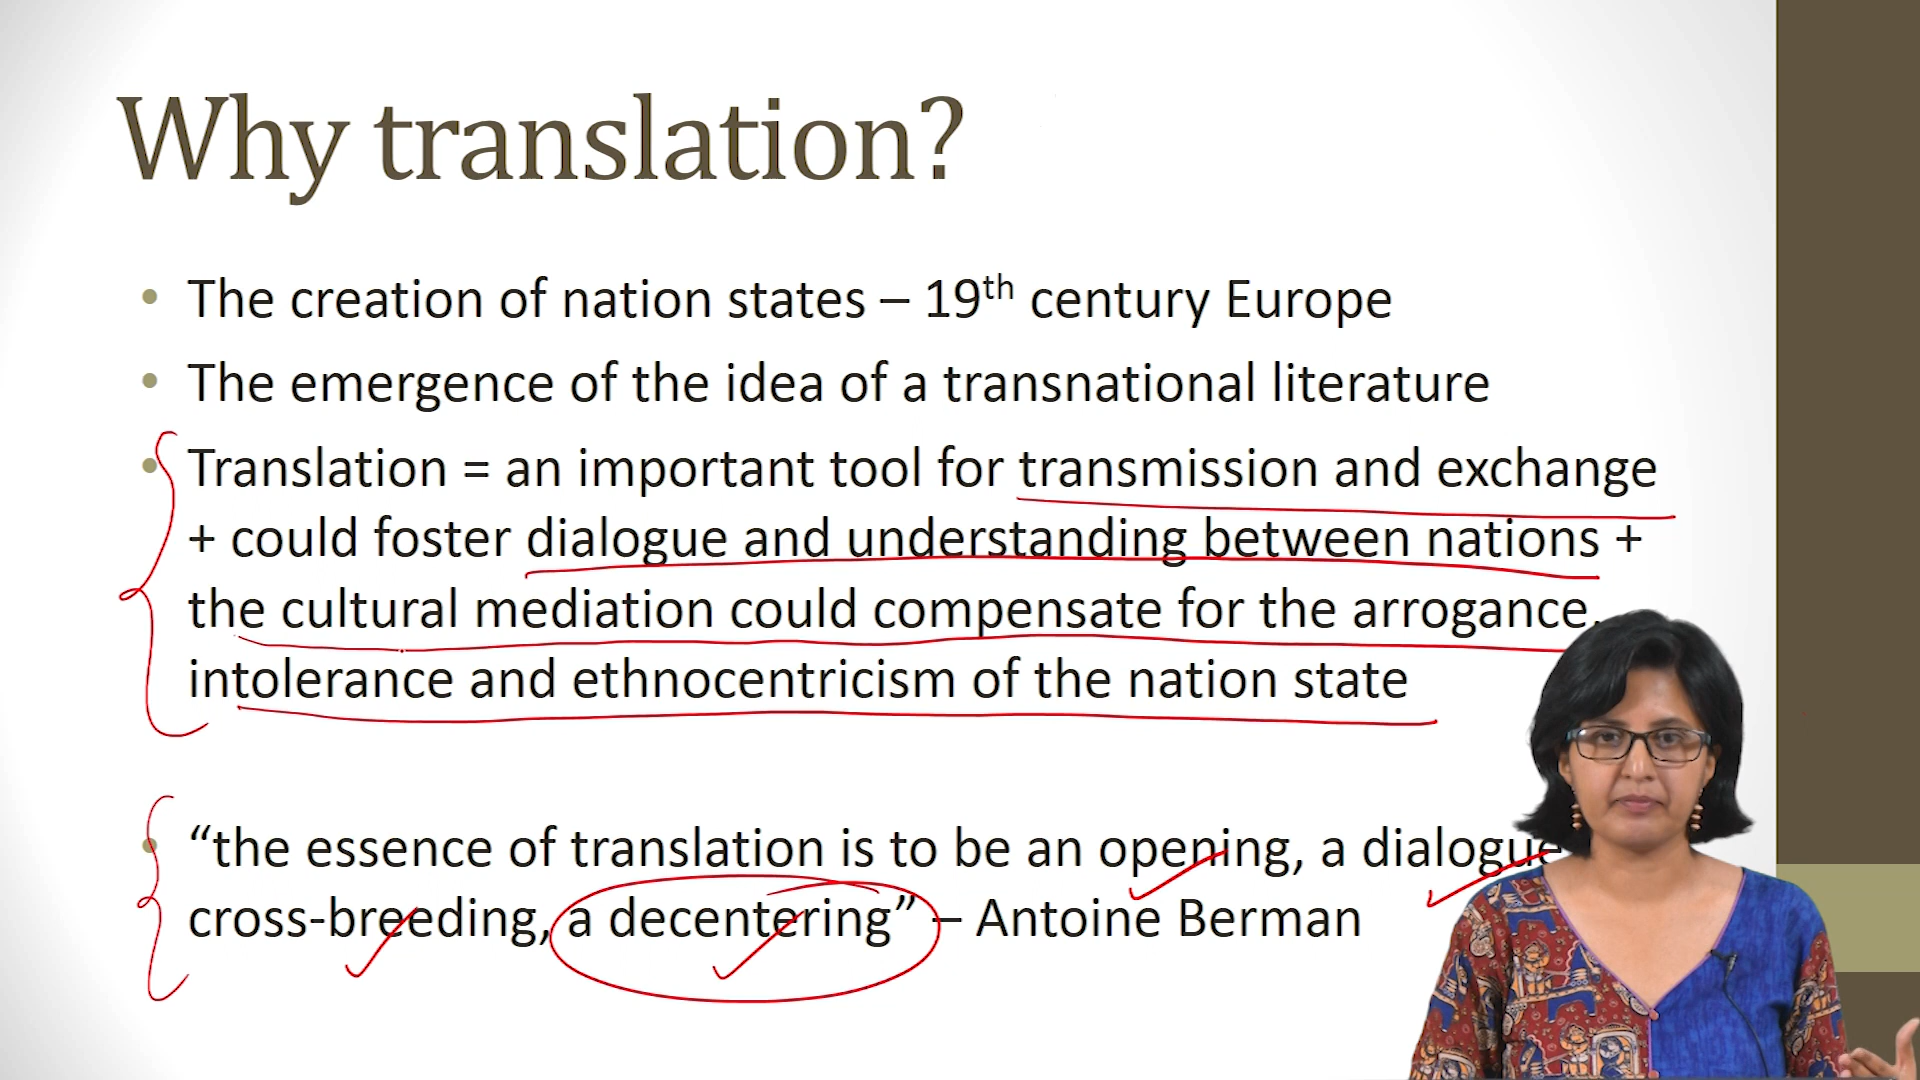 Why translation?
• The creation of nation states – 19th century Europe
• The emergence of the idea of a transnational literature
• Translation = an important tool for transmission and exchange
+ could foster dialogue and understanding between nations +
the cultural mediation could compensate for the arrogance,
intolerance and ethnocentricism of the nation state
• “the essence of translation is to be an opening, a dialogue
cross-breeding, a decentering” – Antoine Berman